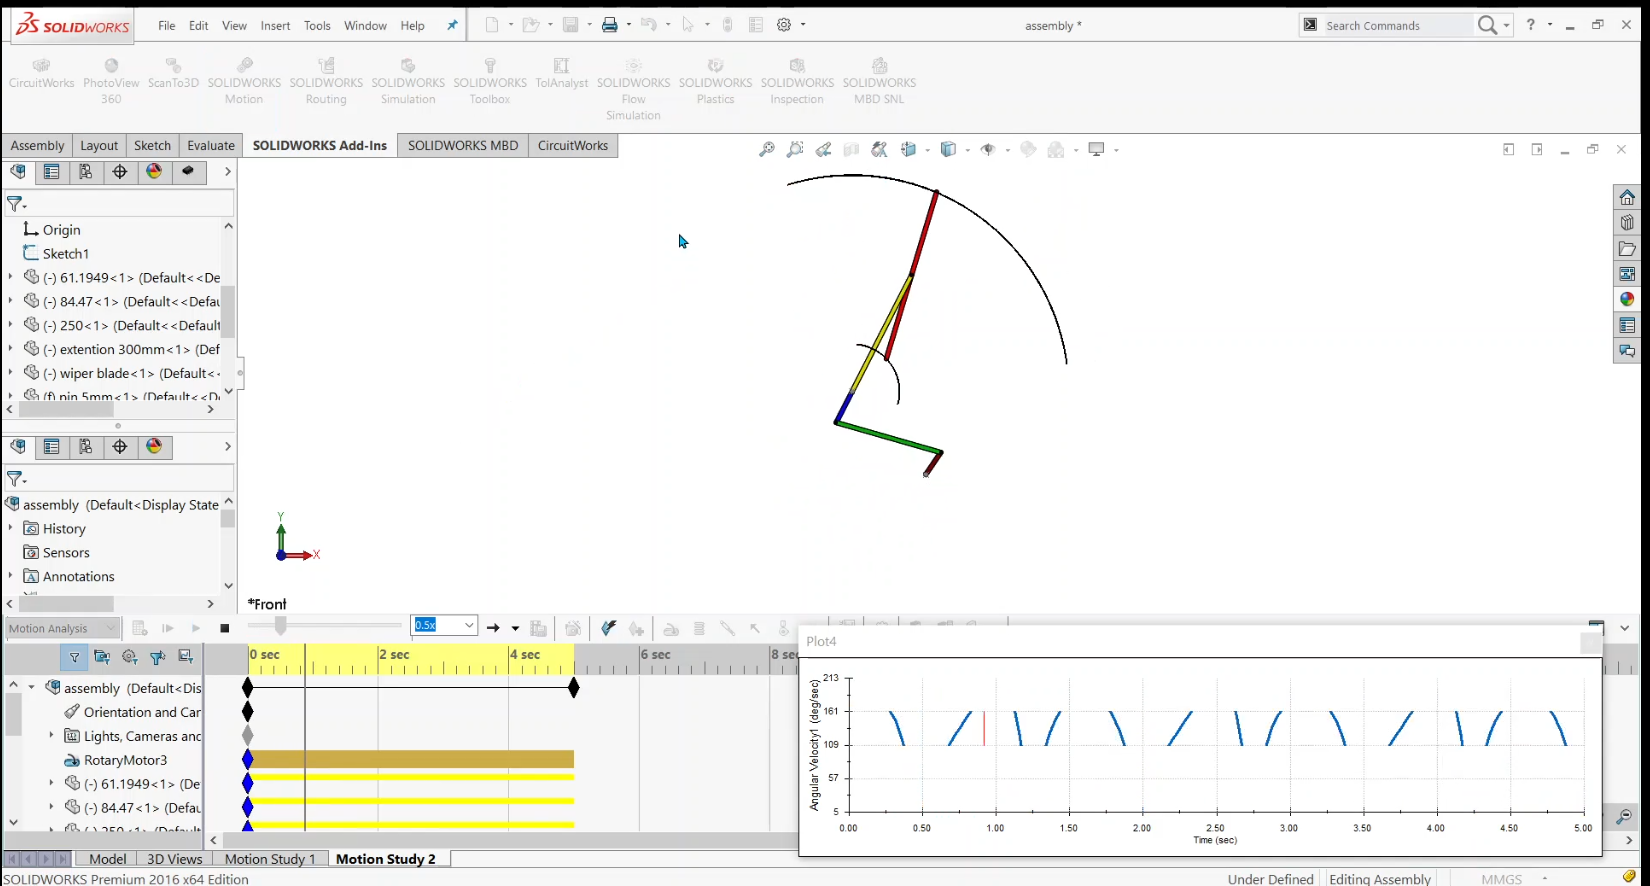 SOLIDWORKS File Edit View Insert Tools Window Help assembly * Search Commands ?
CircuitWorks
PhotoView 360
ScanTo3D
SOLIDWORKS Motion
SOLIDWORKS Routing
SOLIDWORKS Simulation
SOLIDWORKS Toolbox
TolAnalyst
SOLIDWORKS Flow Simulation
SOLIDWORKS Plastics
SOLIDWORKS Inspection
SOLIDWORKS MBD SNL
Assembly Layout Sketch Evaluate SOLIDWORKS Add-Ins SOLIDWORKS MBD CircuitWorks
Origin
Sketch1
(-) 61.1949<1> (Default<<De
(-) 84.47<1> (Default<<Defau
(-) 250<1> (Default<<Default
(-) extention 300mm<1> (Def
(-) wiper blade<1> (Default<<
(f) pin 5mm<1> (Default<<De
assembly (Default<Display State
History
Sensors
Annotations
Y
X
*Front
Motion Analysis 0.5x
0 sec 2 sec 4 sec 6 sec 8 sec
assembly (Default<Dis
Orientation and Car
Lights, Cameras and
RotaryMotor3
(-) 61.1949<1> (De
(-) 84.47<1> (Defau
Plot4
Angular Velocity1 (deg/sec)
213
161
109
57
5
0.00 0.50 1.00 1.50 2.00 2.50 3.00 3.50 4.00 4.50 5.00
Time (sec)
Model 3D Views Motion Study 1 Motion Study 2
SOLIDWORKS Premium 2016 x64 Edition Under Defined Editing Assembly MMGS